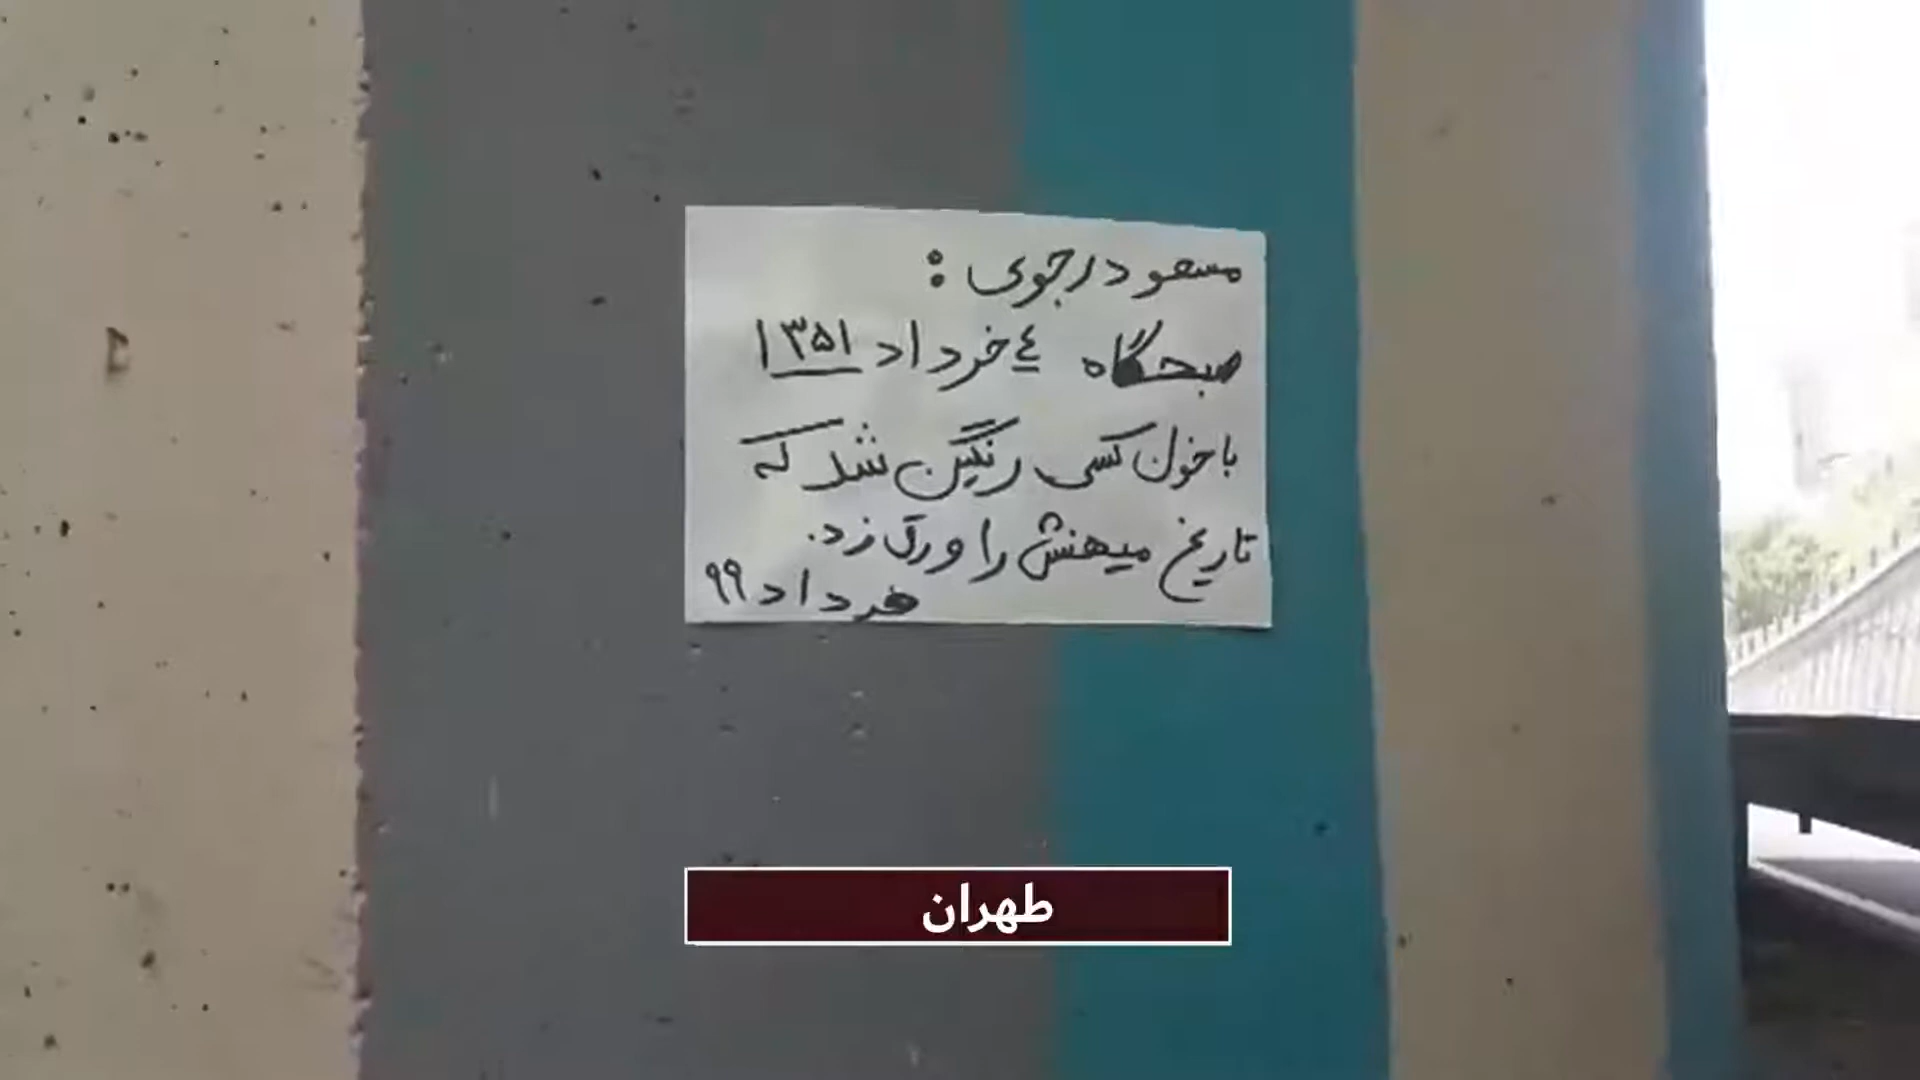 مسعود رجوی :
صبحگاه ٤ خرداد ۱۳۵۱
با خون کسی رنگین شد که
تاریخ میهنش را ورق زد.
خرداد ۹۹
طهران